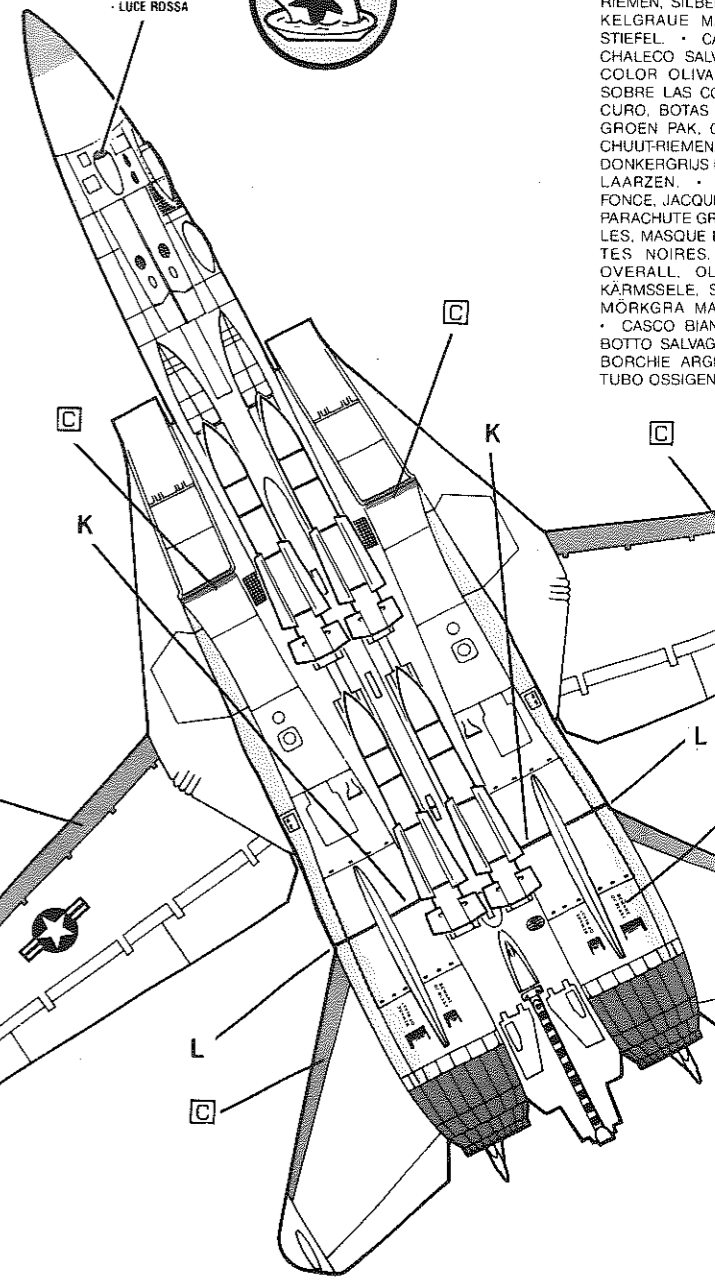 · LUCE ROSSA
RIEMEN, SILBE
KELGRAUE M
STIEFEL. · CA
CHALECO SALV
COLOR OLIVA
SOBRE LAS CO
CURO, BOTAS
GROEN PAK, O
CHUUT-RIEMEN
DONKERGRIJS
LAARZEN. ·
FONCE, JACQU
PARACHUTE GR
LES, MASQUE
TES NOIRES.
OVERALL, OL
KÄRMSSELE, S
MÖRKGRA MA
· CASCO BIAN
BOTTO SALVAG
BORCHIE ARG
TUBO OSSIGEN
C
C
K
C
K
L
L
C